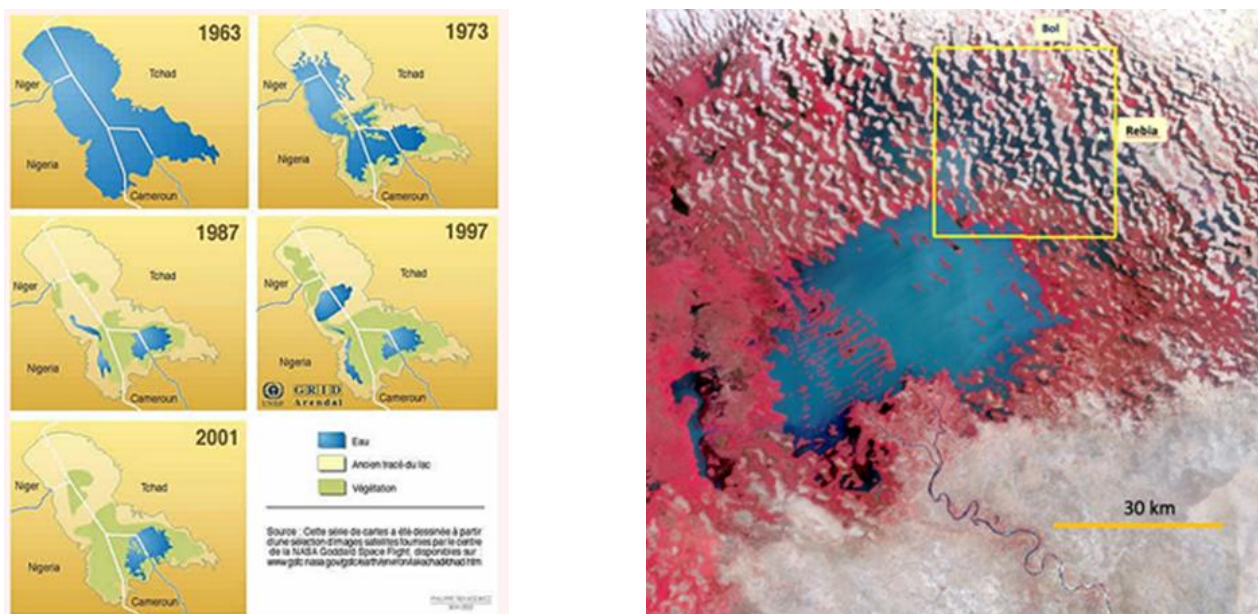 1963
Niger
Tchad
Nigeria
Cameroun
1973
Niger
Tchad
Nigeria
Cameroun
1987
Niger
Tchad
Nigeria
Cameroun
1997
Niger
Tchad
Nigeria
Cameroun
UNEP
GRID
Arendal
2001
Niger
Tchad
Nigeria
Cameroun
Eau
Ancien tracé du lac
Végétation
Source : Cette série de cartes a été dessinée à partir
d'une sélection d'images satellites fournies par le centre
de la NASA Goddard Space Flight, disponibles sur :
Bol
Rebia
30 km